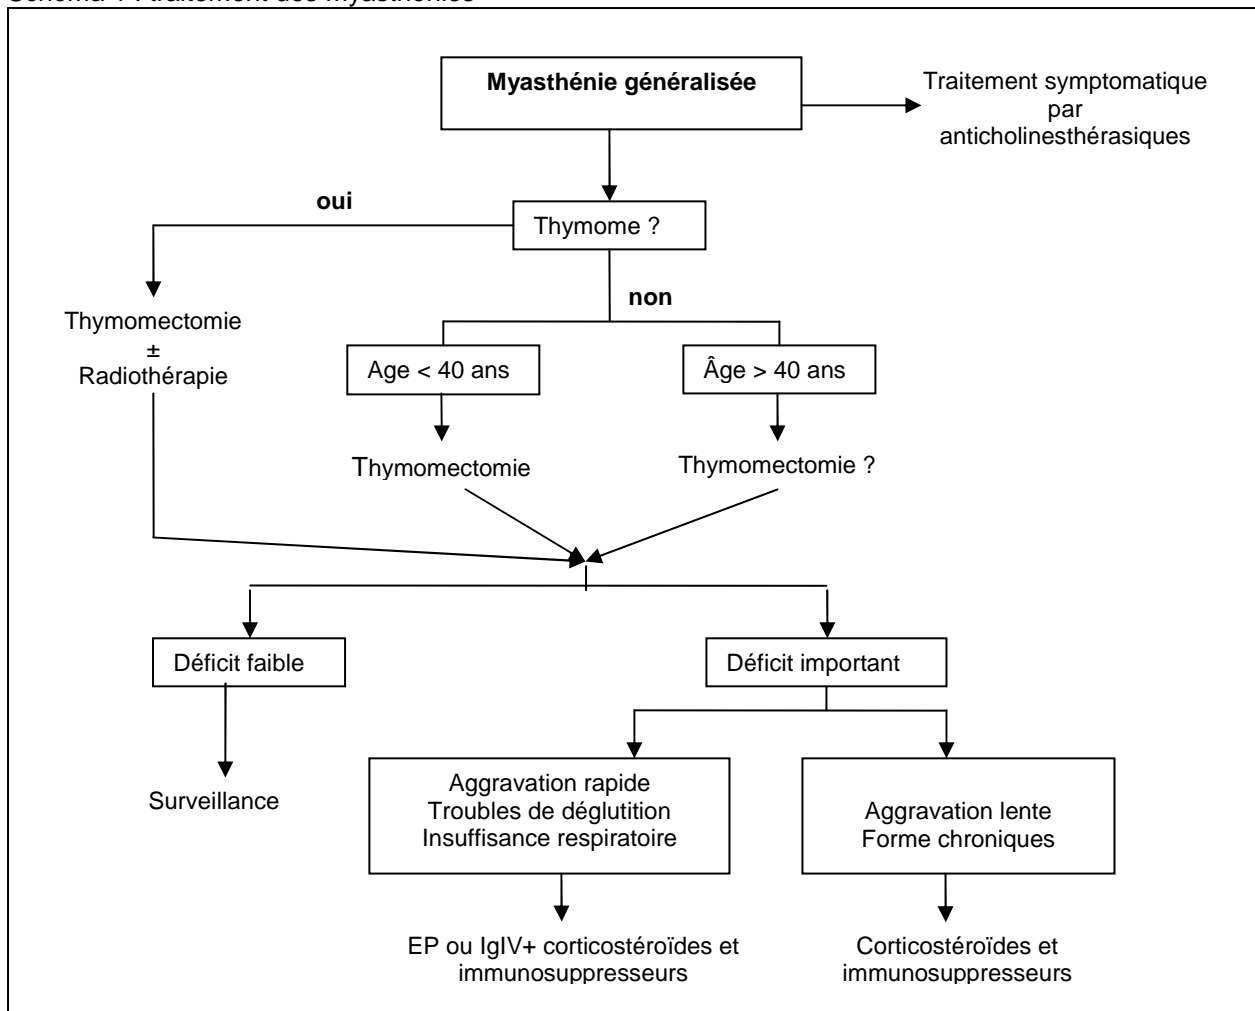 Myasthénie généralisée
Traitement symptomatique
par
anticholinesthérasiques
oui
Thymome ?
non
Thymomectomie
±
Radiothérapie
Age < 40 ans
Âge > 40 ans
Thymomectomie
Thymomectomie ?
Déficit faible
Déficit important
Surveillance
Aggravation rapide
Troubles de déglutition
Insuffisance respiratoire
Aggravation lente
Forme chroniques
EP ou IgIV+ corticostéroïdes et
immunosuppresseurs
Corticostéroïdes et
immunosuppresseurs